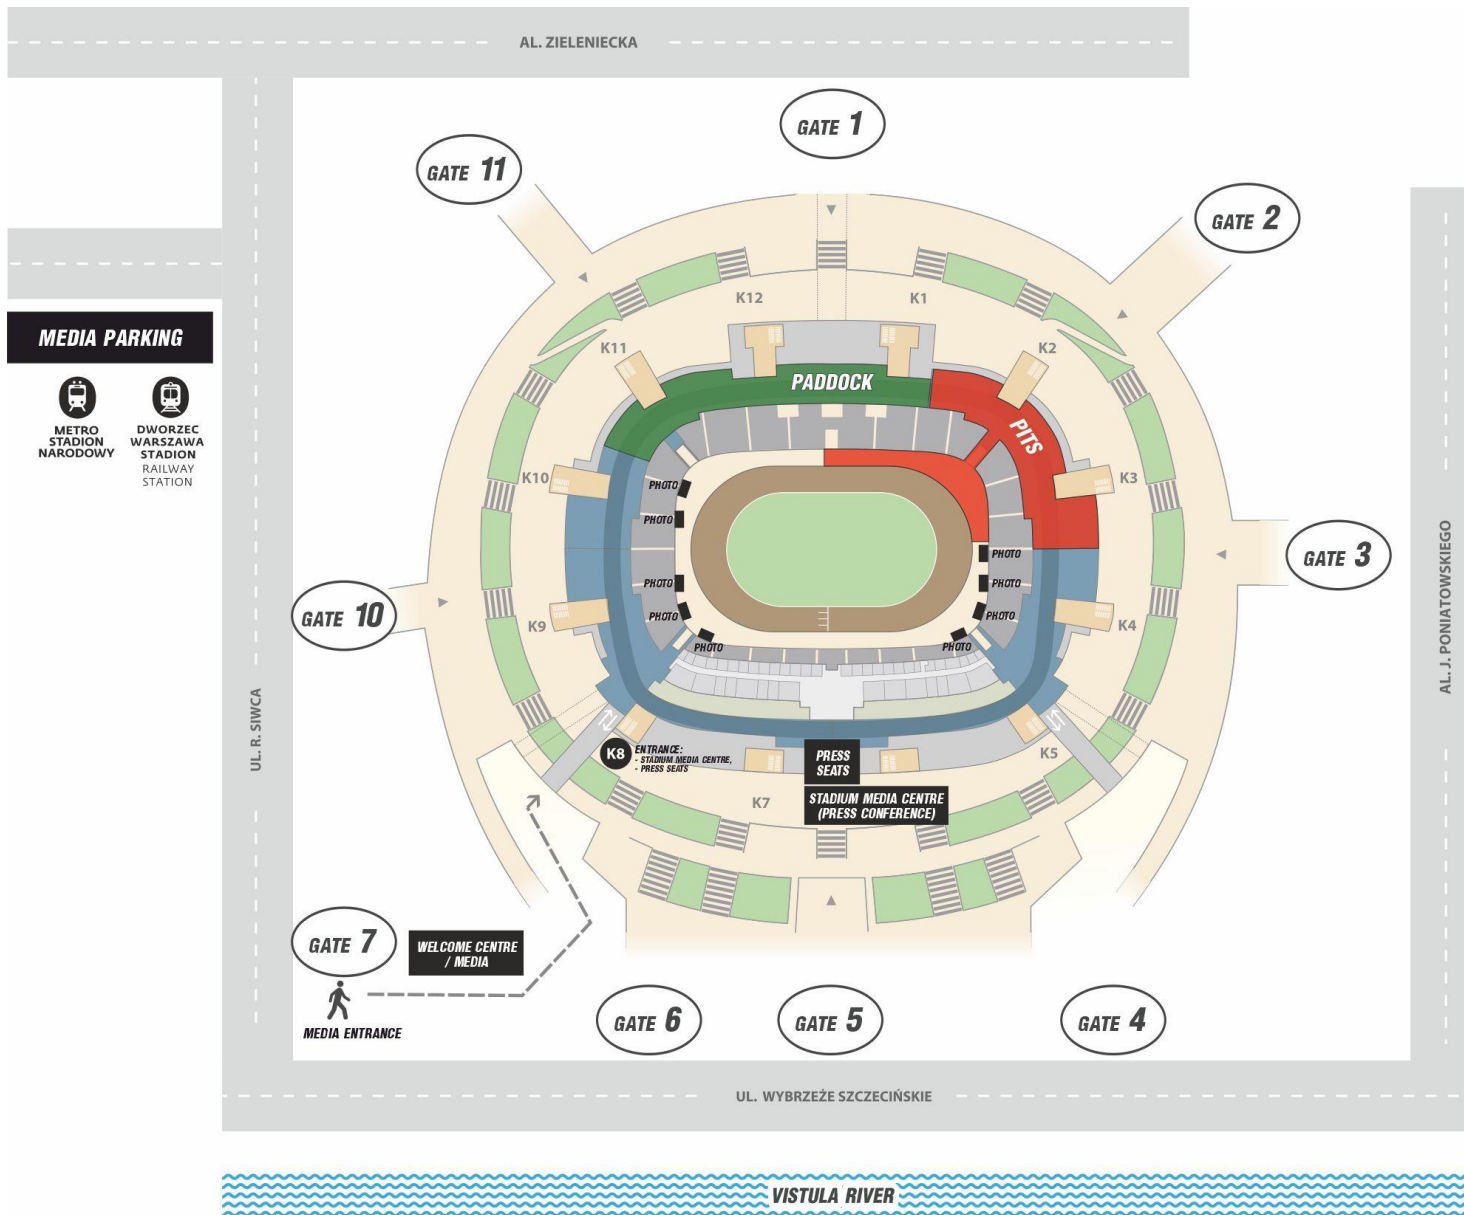 AL. ZIELENIECKA
GATE 1
GATE 11
GATE 2
K12
K1
K11
K2
MEDIA PARKING
METRO
STADION
NARODOWY
DWORZEC
WARSZAWA
STADION
RAILWAY
STATION
PADDOCK
PITS
K10
K3
PHOTO
PHOTO
PHOTO
PHOTO
PHOTO
PHOTO
PHOTO
PHOTO
PHOTO
GATE 3
GATE 10
K9
K4
UL. R. SIWCA
AL. J. PONIATOWSKIEGO
K8
ENTRANCE:
- STADIUM MEDIA CENTRE,
- PRESS SEATS
PRESS
SEATS
K5
K7
STADIUM MEDIA CENTRE
(PRESS CONFERENCE)
GATE 7
WELCOME CENTRE
/ MEDIA
MEDIA ENTRANCE
GATE 6
GATE 5
GATE 4
UL. WYBRZEŻE SZCZECIŃSKIE
VISTULA RIVER